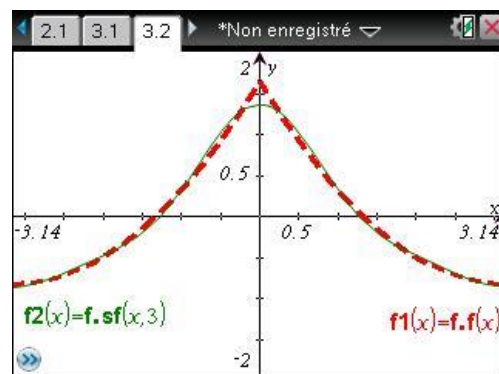 2.1 3.1 3.2 *Non enregistré
2 y
0.5
x
-3.14 0.5 3.14
f2(x)=f.sf(x,3) f1(x)=f.f(x)
-2